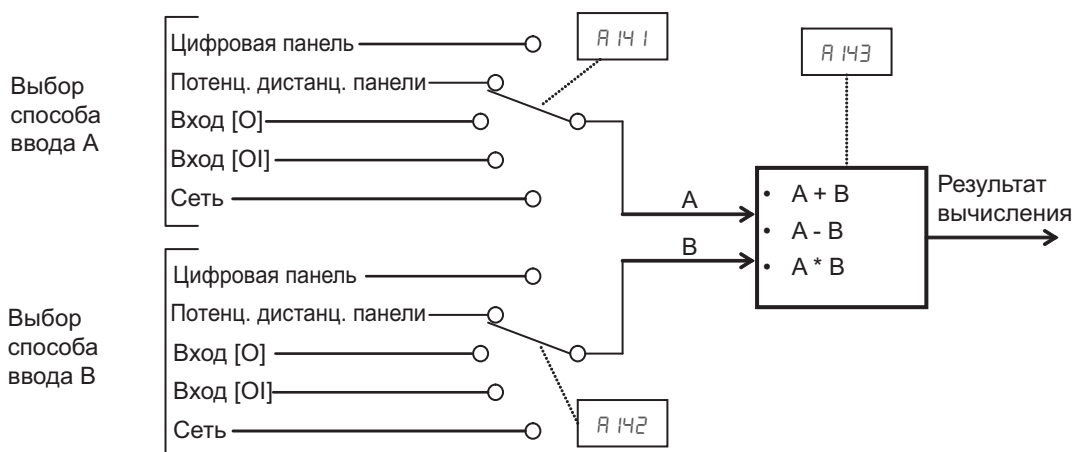 Выбор
способа
ввода A
Цифровая панель
Потенц. дистанц. панели
Вход [O]
Вход [OI]
Сеть
A141
A143
A
B
• A + B
• A - B
• A * B
Результат
вычисления
Выбор
способа
ввода B
Цифровая панель
Потенц. дистанц. панели
Вход [O]
Вход [OI]
Сеть
A142